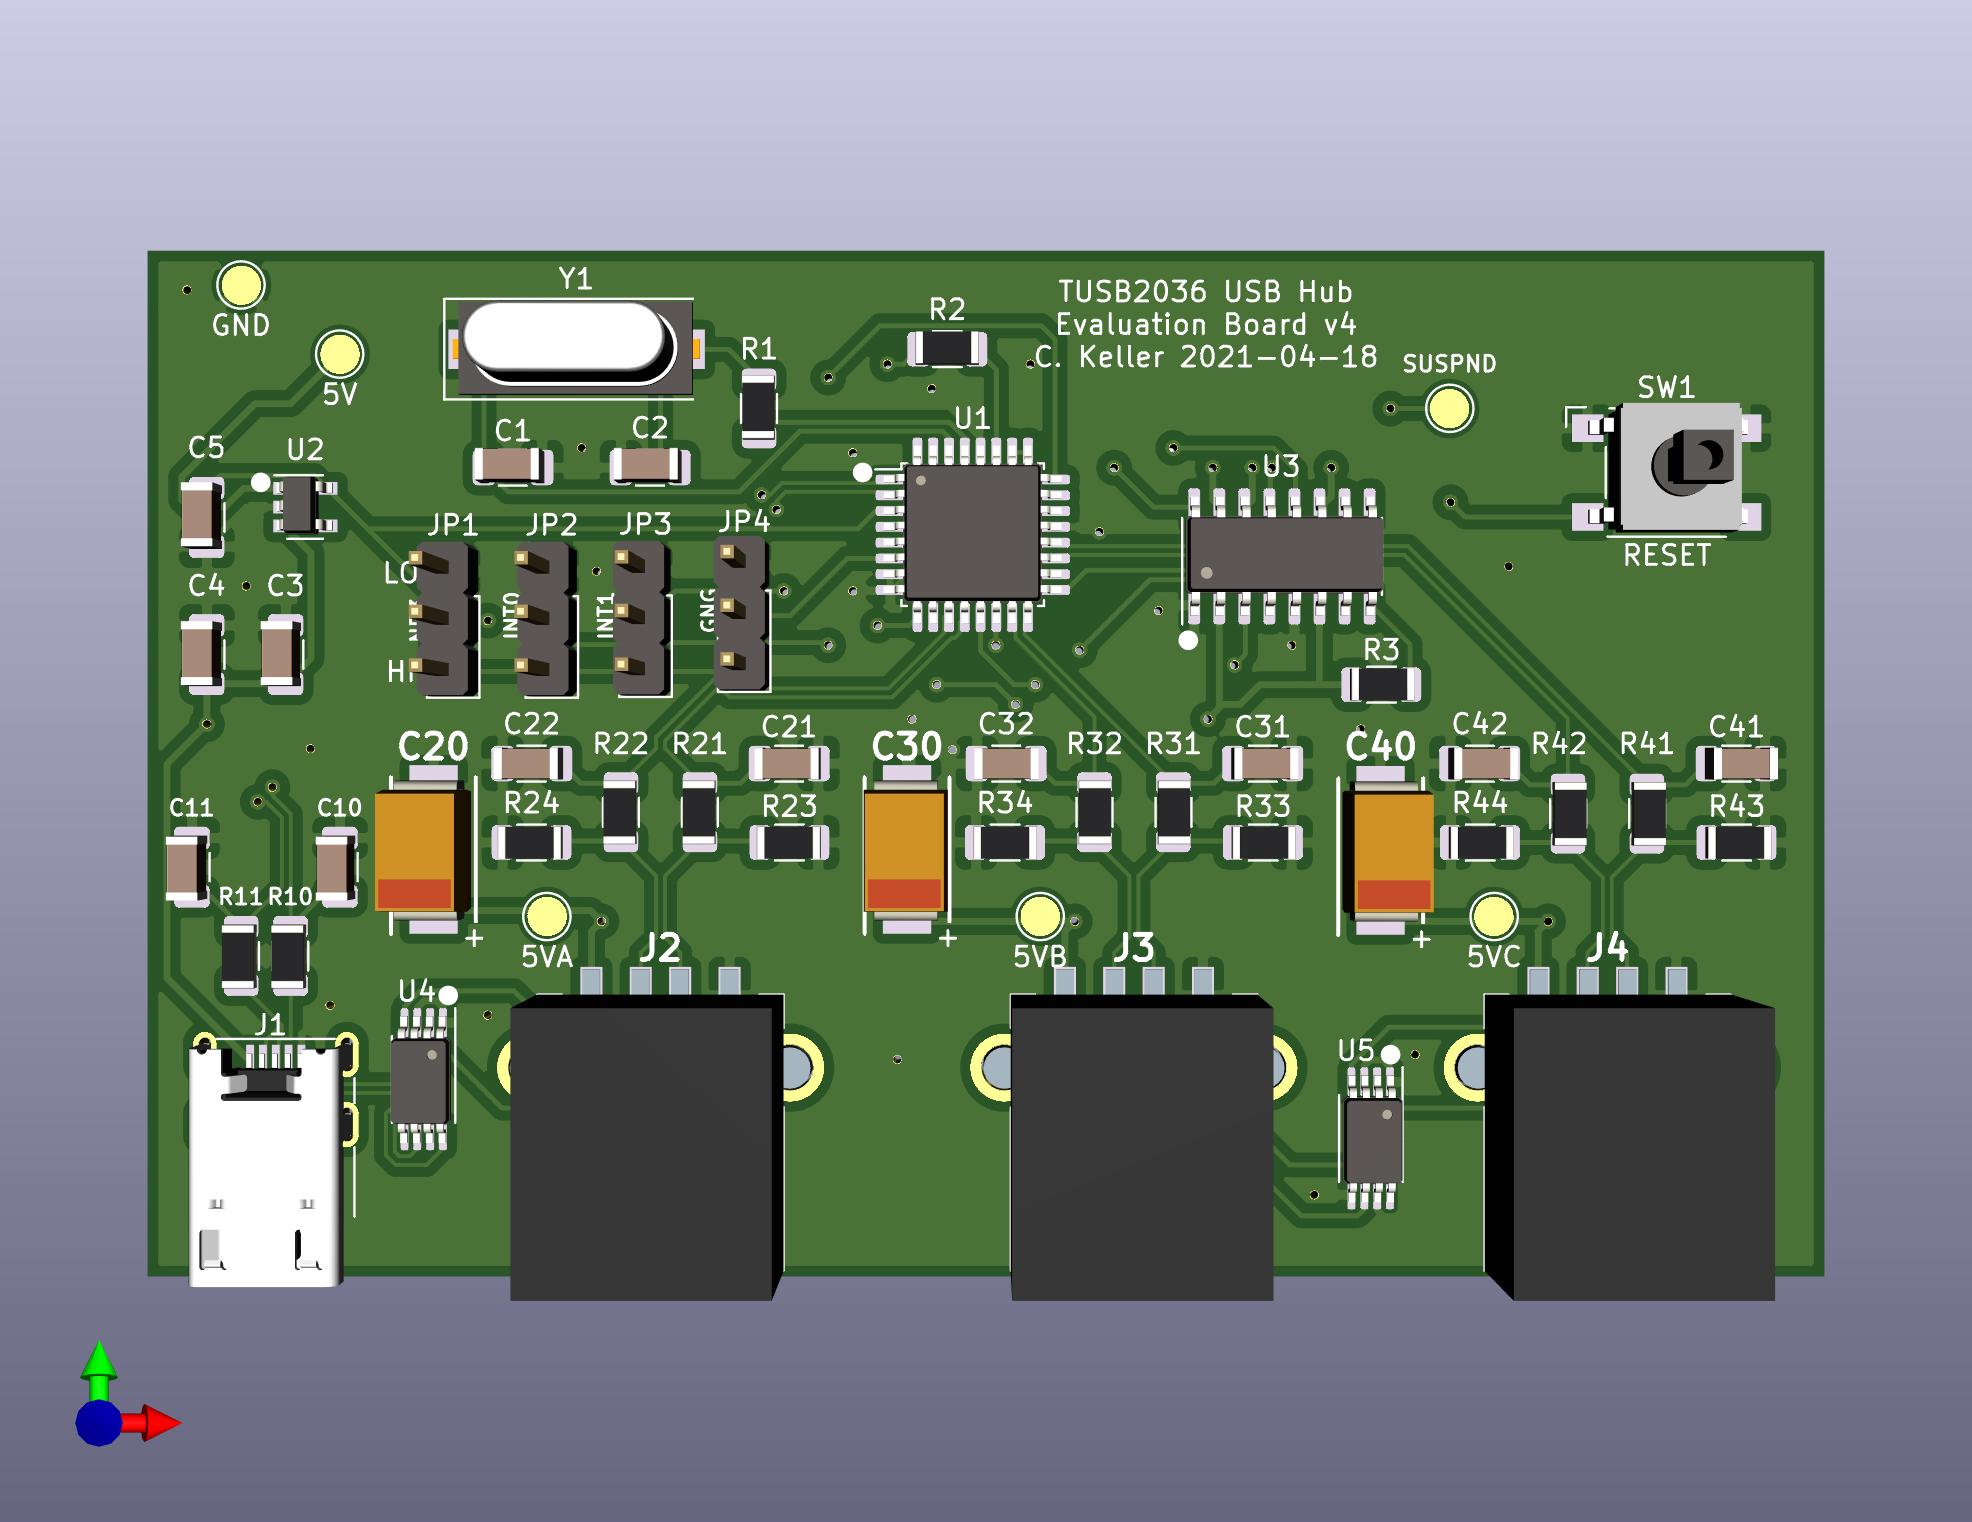 GND
5V
Y1
R1
R2
TUSB2036 USB Hub
Evaluation Board v4
C. Keller 2021-04-18
SUSPND
SW1
RESET
C5
U2
C1
C2
U1
U3
JP1
JP2
JP3
JP4
LO
INT0
INT1
C4
C3
R3
C20
C22
R22
R21
C21
C30
C32
R32
R31
C31
C40
C42
R42
R41
C41
C11
C10
R24
R23
R34
R33
R44
R43
R11
R10
+
5VA
J2
+
5VB
J3
+
5VC
J4
U4
J1
U5